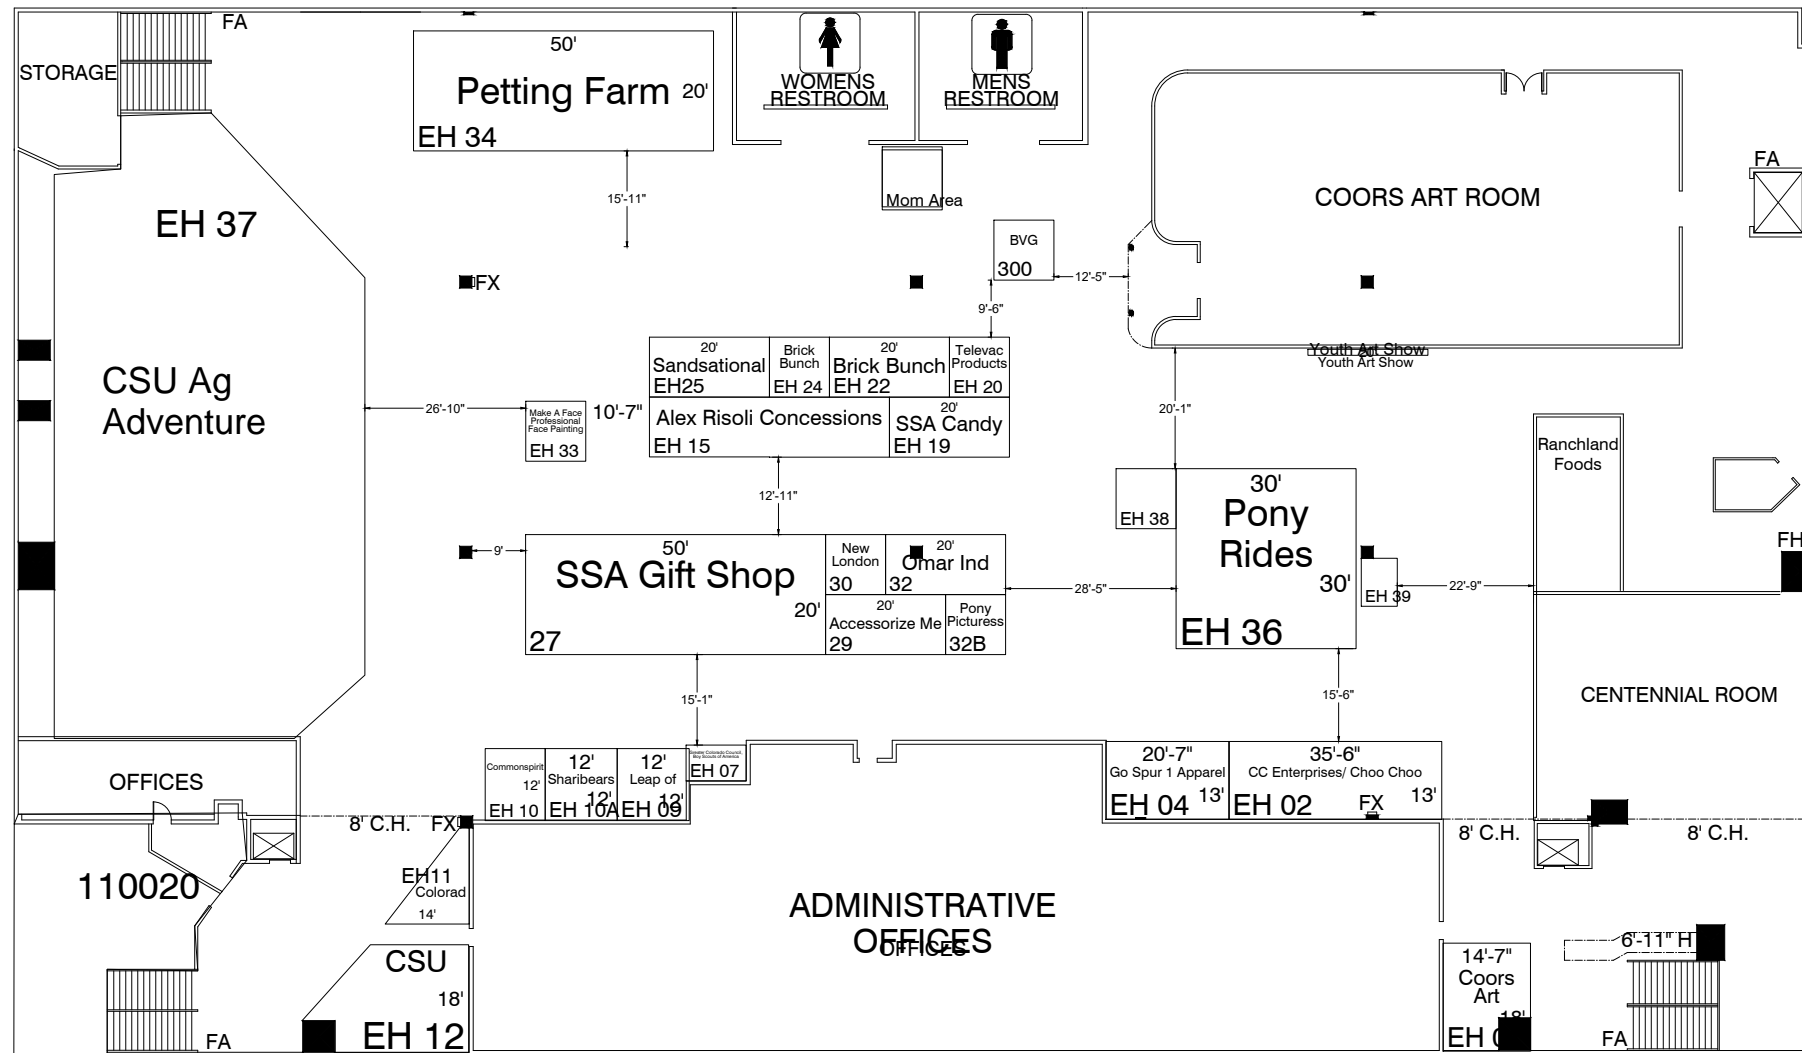 FA
STORAGE
50'
Petting Farm
20'
EH 34
WOMENS
RESTROOM
MENS
RESTROOM
15'-11"
Mom Area
COORS ART ROOM
FA
EH 37
BVG
300
12'-5"
FX
9'-6"
20'
Sandsational
EH25
Brick
Bunch
EH 24
20'
Brick Bunch
EH 22
Televac
Products
EH 20
Youth Art Show
Youth Art Show
CSU Ag
Adventure
26'-10"
Make A Face
Professional
Face Painting
EH 33
10'-7"
Alex Risoli Concessions
EH 15
20'
SSA Candy
EH 19
20'-1"
Ranchland
Foods
12'-11"
EH 38
30'
Pony
Rides
30'
EH 36
FH
9'
50'
SSA Gift Shop
20'
27
New
London
30
20'
Omar Ind
32
20'
Accessorize Me
29
Pony
Picturess
32B
28'-5"
EH 39
22'-9"
15'-1"
15'-6"
CENTENNIAL ROOM
OFFICES
Commonspirit
12'
EH 10
12'
Sharibears
12'
EH 10A
12'
Leap of
12'
EH 09
Greater Colorado Council,
Boy Scouts of America
EH 07
20'-7"
Go Spur 1 Apparel
13'
EH 04
35'-6"
CC Enterprises/ Choo Choo
13'
EH 02
FX
8' C.H.
FX
8' C.H.
8' C.H.
110020
EH11
Colorad
14'
ADMINISTRATIVE
OFFICES
OFFICES
CSU
18'
EH 12
FA
6'-11" H
14'-7"
Coors
Art
18'
EH
FA